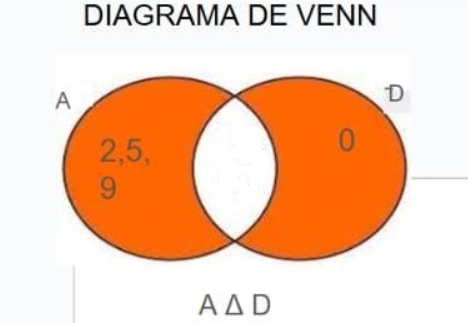 DIAGRAMA DE VENN
A
D
2,5,
0
9
A Δ D